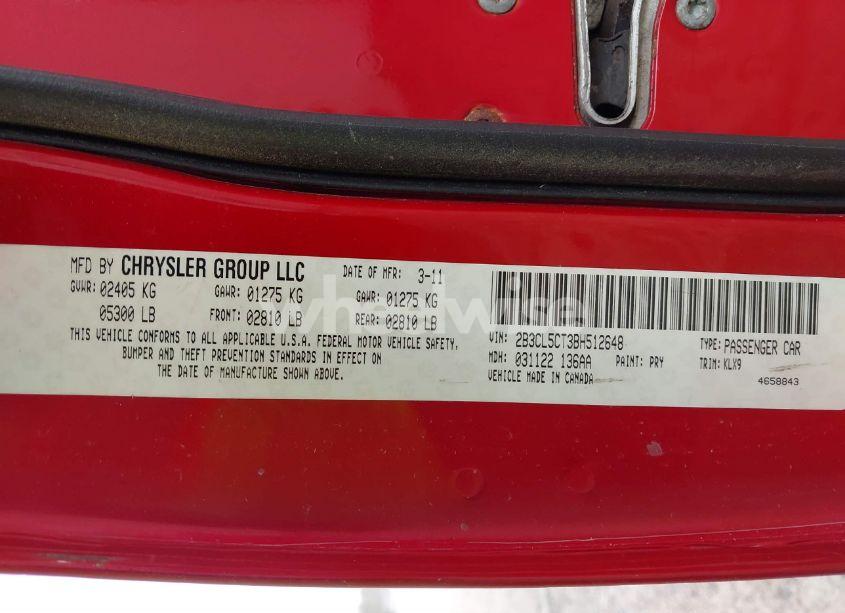 MFD BY CHRYSLER GROUP LLC DATE OF MFR: 3-11
GVWR: 02405 KG GAWR: 01275 KG GAWR: 01275 KG
05300 LB FRONT: 02810 LB REAR: 02810 LB
THIS VEHICLE CONFORMS TO ALL APPLICABLE U.S.A. FEDERAL MOTOR VEHICLE SAFETY,
BUMPER AND THEFT PREVENTION STANDARDS IN EFFECT ON
THE DATE OF MANUFACTURE SHOWN ABOVE.
VIN: 2B3CL5CT3BH512648 TYPE: PASSENGER CAR
MDH: 031122 136AA PAINT: PRY TRIM: KLX9
VEHICLE MADE IN CANADA 4658843
wheelwise